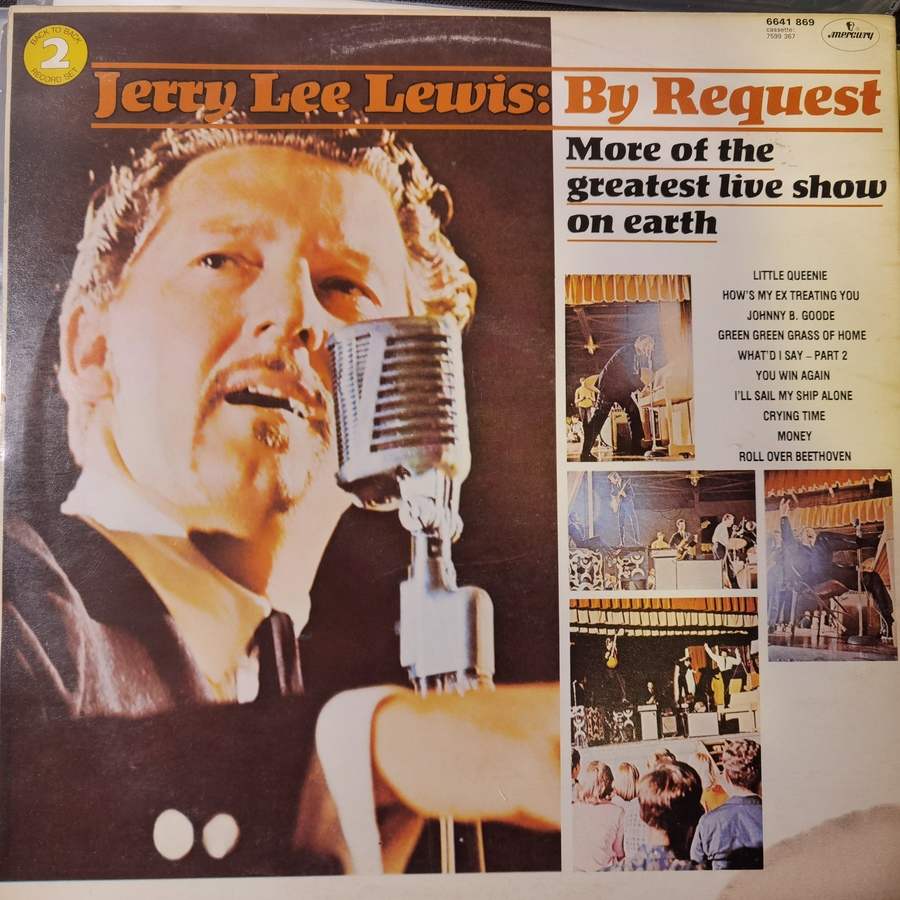 BACK TO BACK
2
RECORD SET
6641 869
cassette:
7599 367
mercury
Jerry Lee Lewis: By Request
More of the
greatest live show
on earth
LITTLE QUEENIE
HOW'S MY EX TREATING YOU
JOHNNY B. GOODE
GREEN GREEN GRASS OF HOME
WHAT'D I SAY – PART 2
YOU WIN AGAIN
I'LL SAIL MY SHIP ALONE
CRYING TIME
MONEY
ROLL OVER BEETHOVEN